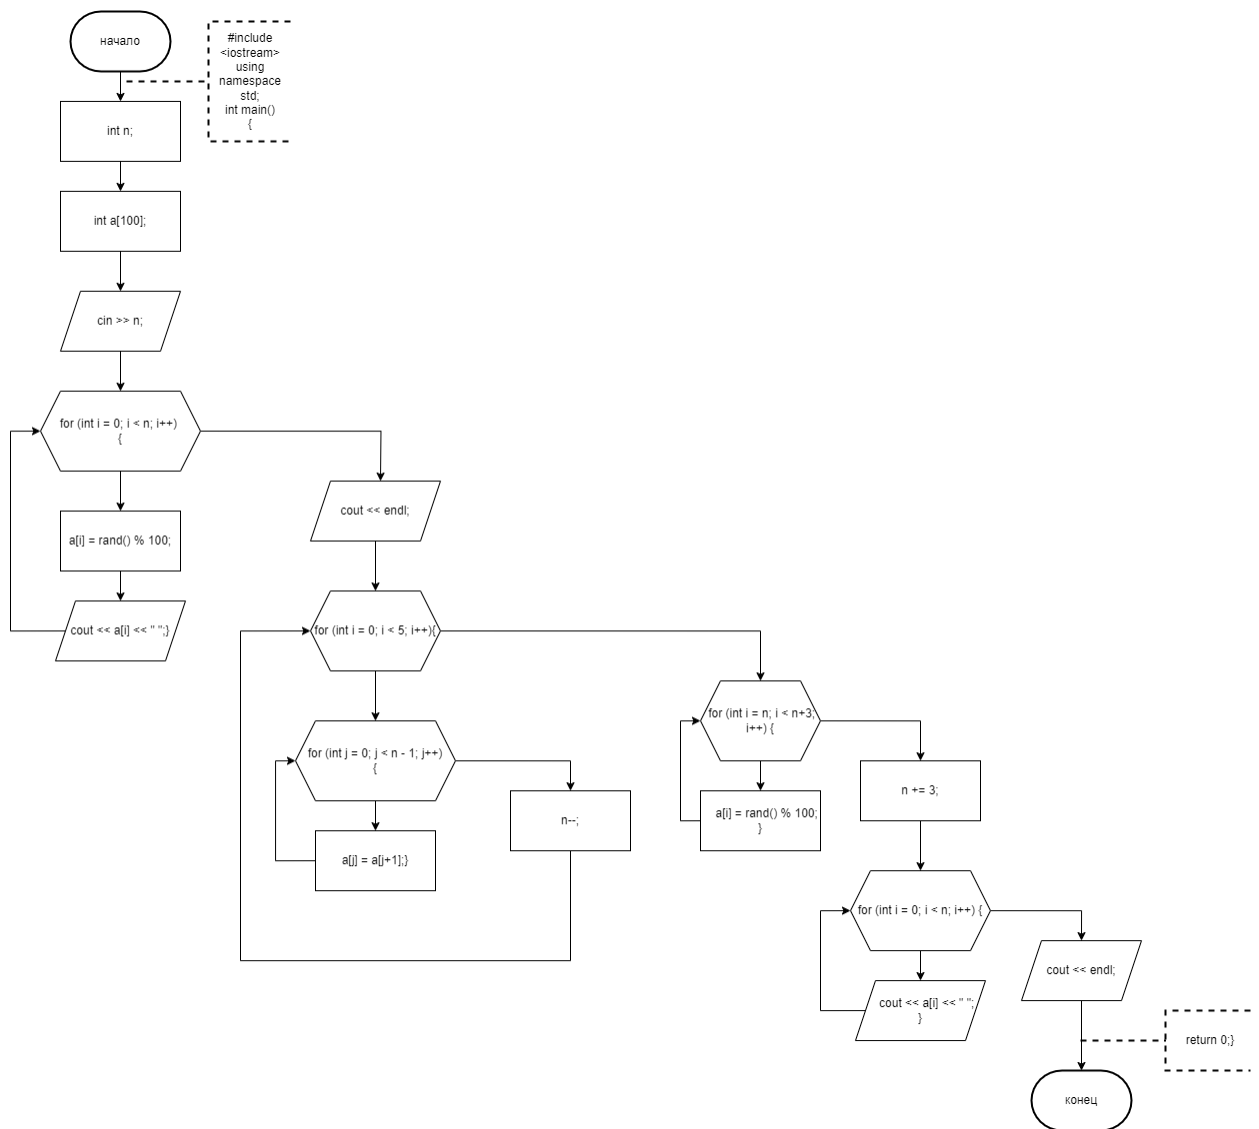 начало
#include
<iostream>
using
namespace
std;
int main()
{
int n;
int a[100];
cin >> n;
for (int i = 0; i < n; i++)
{
a[i] = rand() % 100;
cout << a[i] << " ";}
cout << endl;
for (int i = 0; i < 5; i++){
for (int j = 0; j < n - 1; j++)
{
a[j] = a[j+1];}
n--;
for (int i = n; i < n+3;
i++) {
a[i] = rand() % 100;
}
n += 3;
for (int i = 0; i < n; i++) {
cout << a[i] << " ";
}
cout << endl;
return 0;}
конец